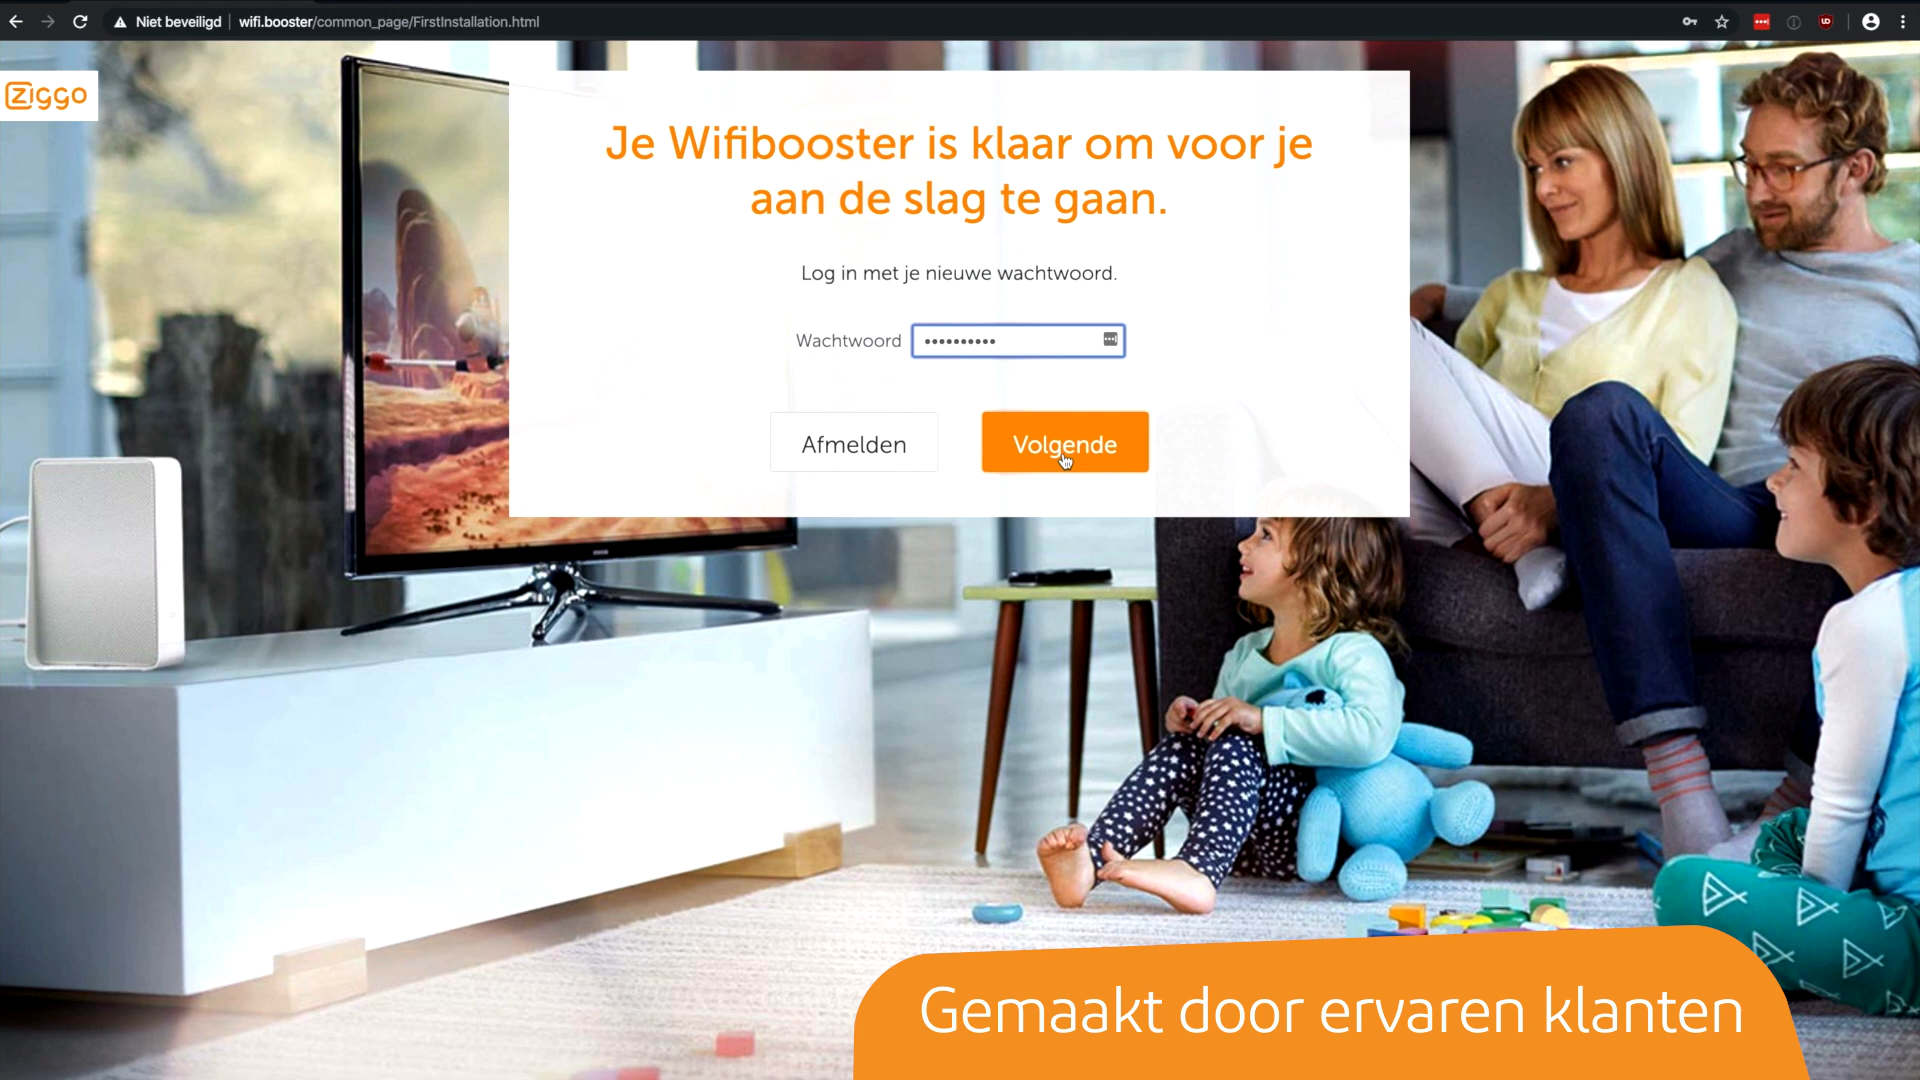 Niet beveiligd wifi.booster/common_page/FirstInstallation.html
ziggo
Je Wifibooster is klaar om voor je
aan de slag te gaan.
Log in met je nieuwe wachtwoord.
Wachtwoord ••••••••••
Afmelden Volgende
Gemaakt door ervaren klanten